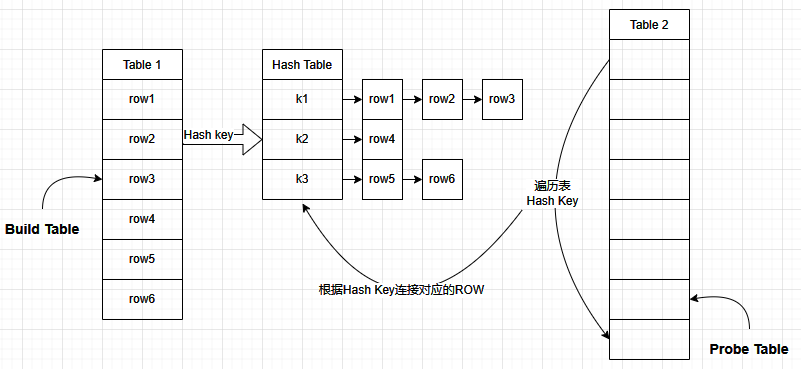 Table 1
row1
row2
row3
row4
row5
row6
Build Table
Hash key
Hash Table
k1
row1
row2
row3
k2
row4
k3
row5
row6
根据Hash Key连接对应的ROW
遍历表
Hash Key
Table 2
Probe Table